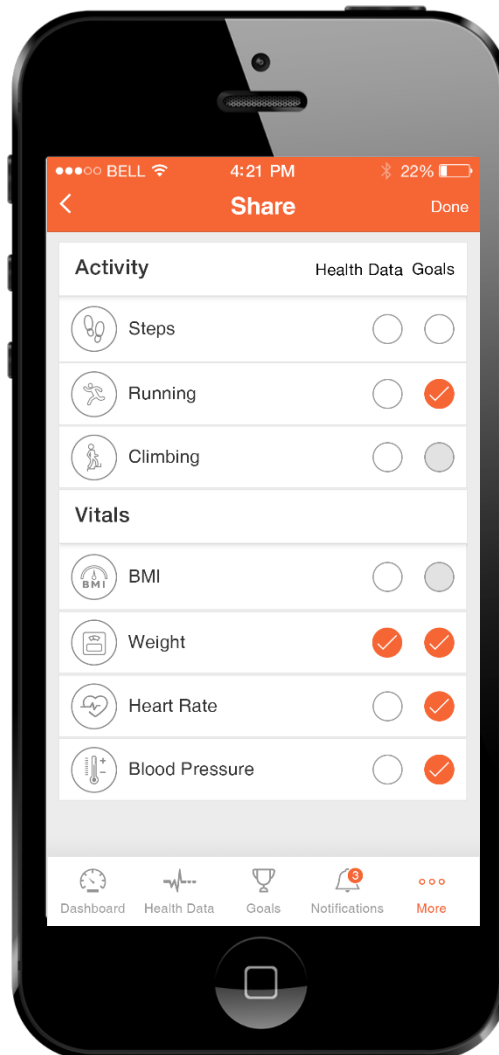 ●●●○○ BELL 4:21 PM 22%
Share Done
Activity Health Data Goals
Steps
Running
Climbing
Vitals
BMI BMI
Weight
Heart Rate
Blood Pressure
3
Dashboard Health Data Goals Notifications More